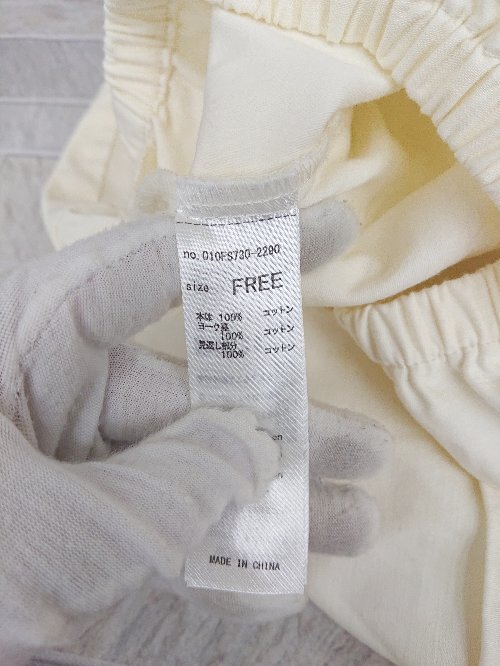 no. 010FS730-2290
size FREE
本体 100% コットン
ヨーク裏
100% コットン
見返し部分
100% コットン
MADE IN CHINA